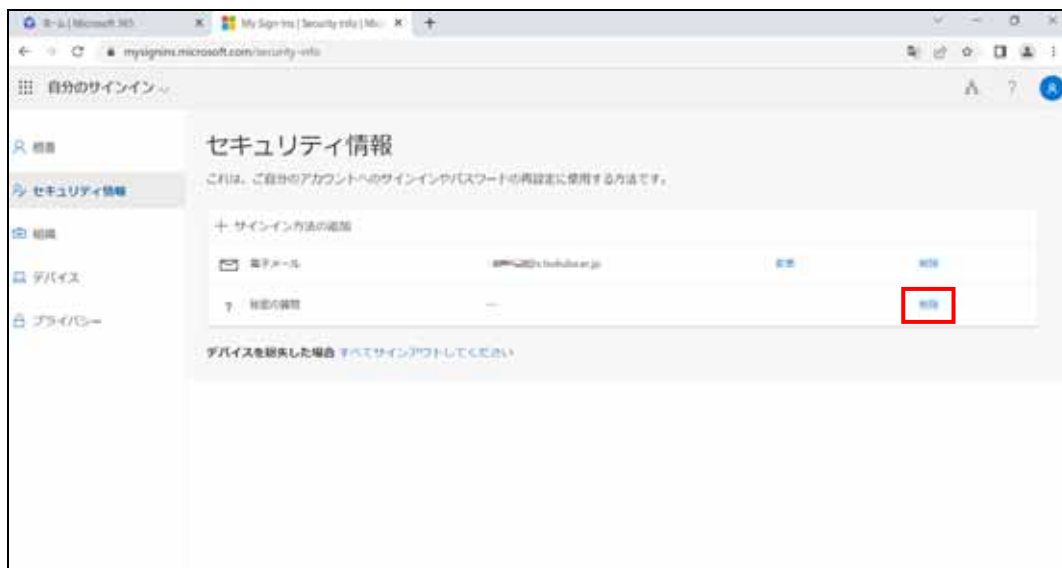 ホーム | Microsoft 365
My Sign-Ins | Security Info | Mic
mysignins.microsoft.com/security-info
自分のサインイン
概要
セキュリティ情報
組織
デバイス
プライバシー
セキュリティ情報
これは、ご自分のアカウントへのサインインやパスワードの再設定に使用する方法です。
+ サインイン方法の追加
電子メール 変更 削除
? 秘密の質問 — 削除
デバイスを紛失した場合 すべてサインアウトしてください